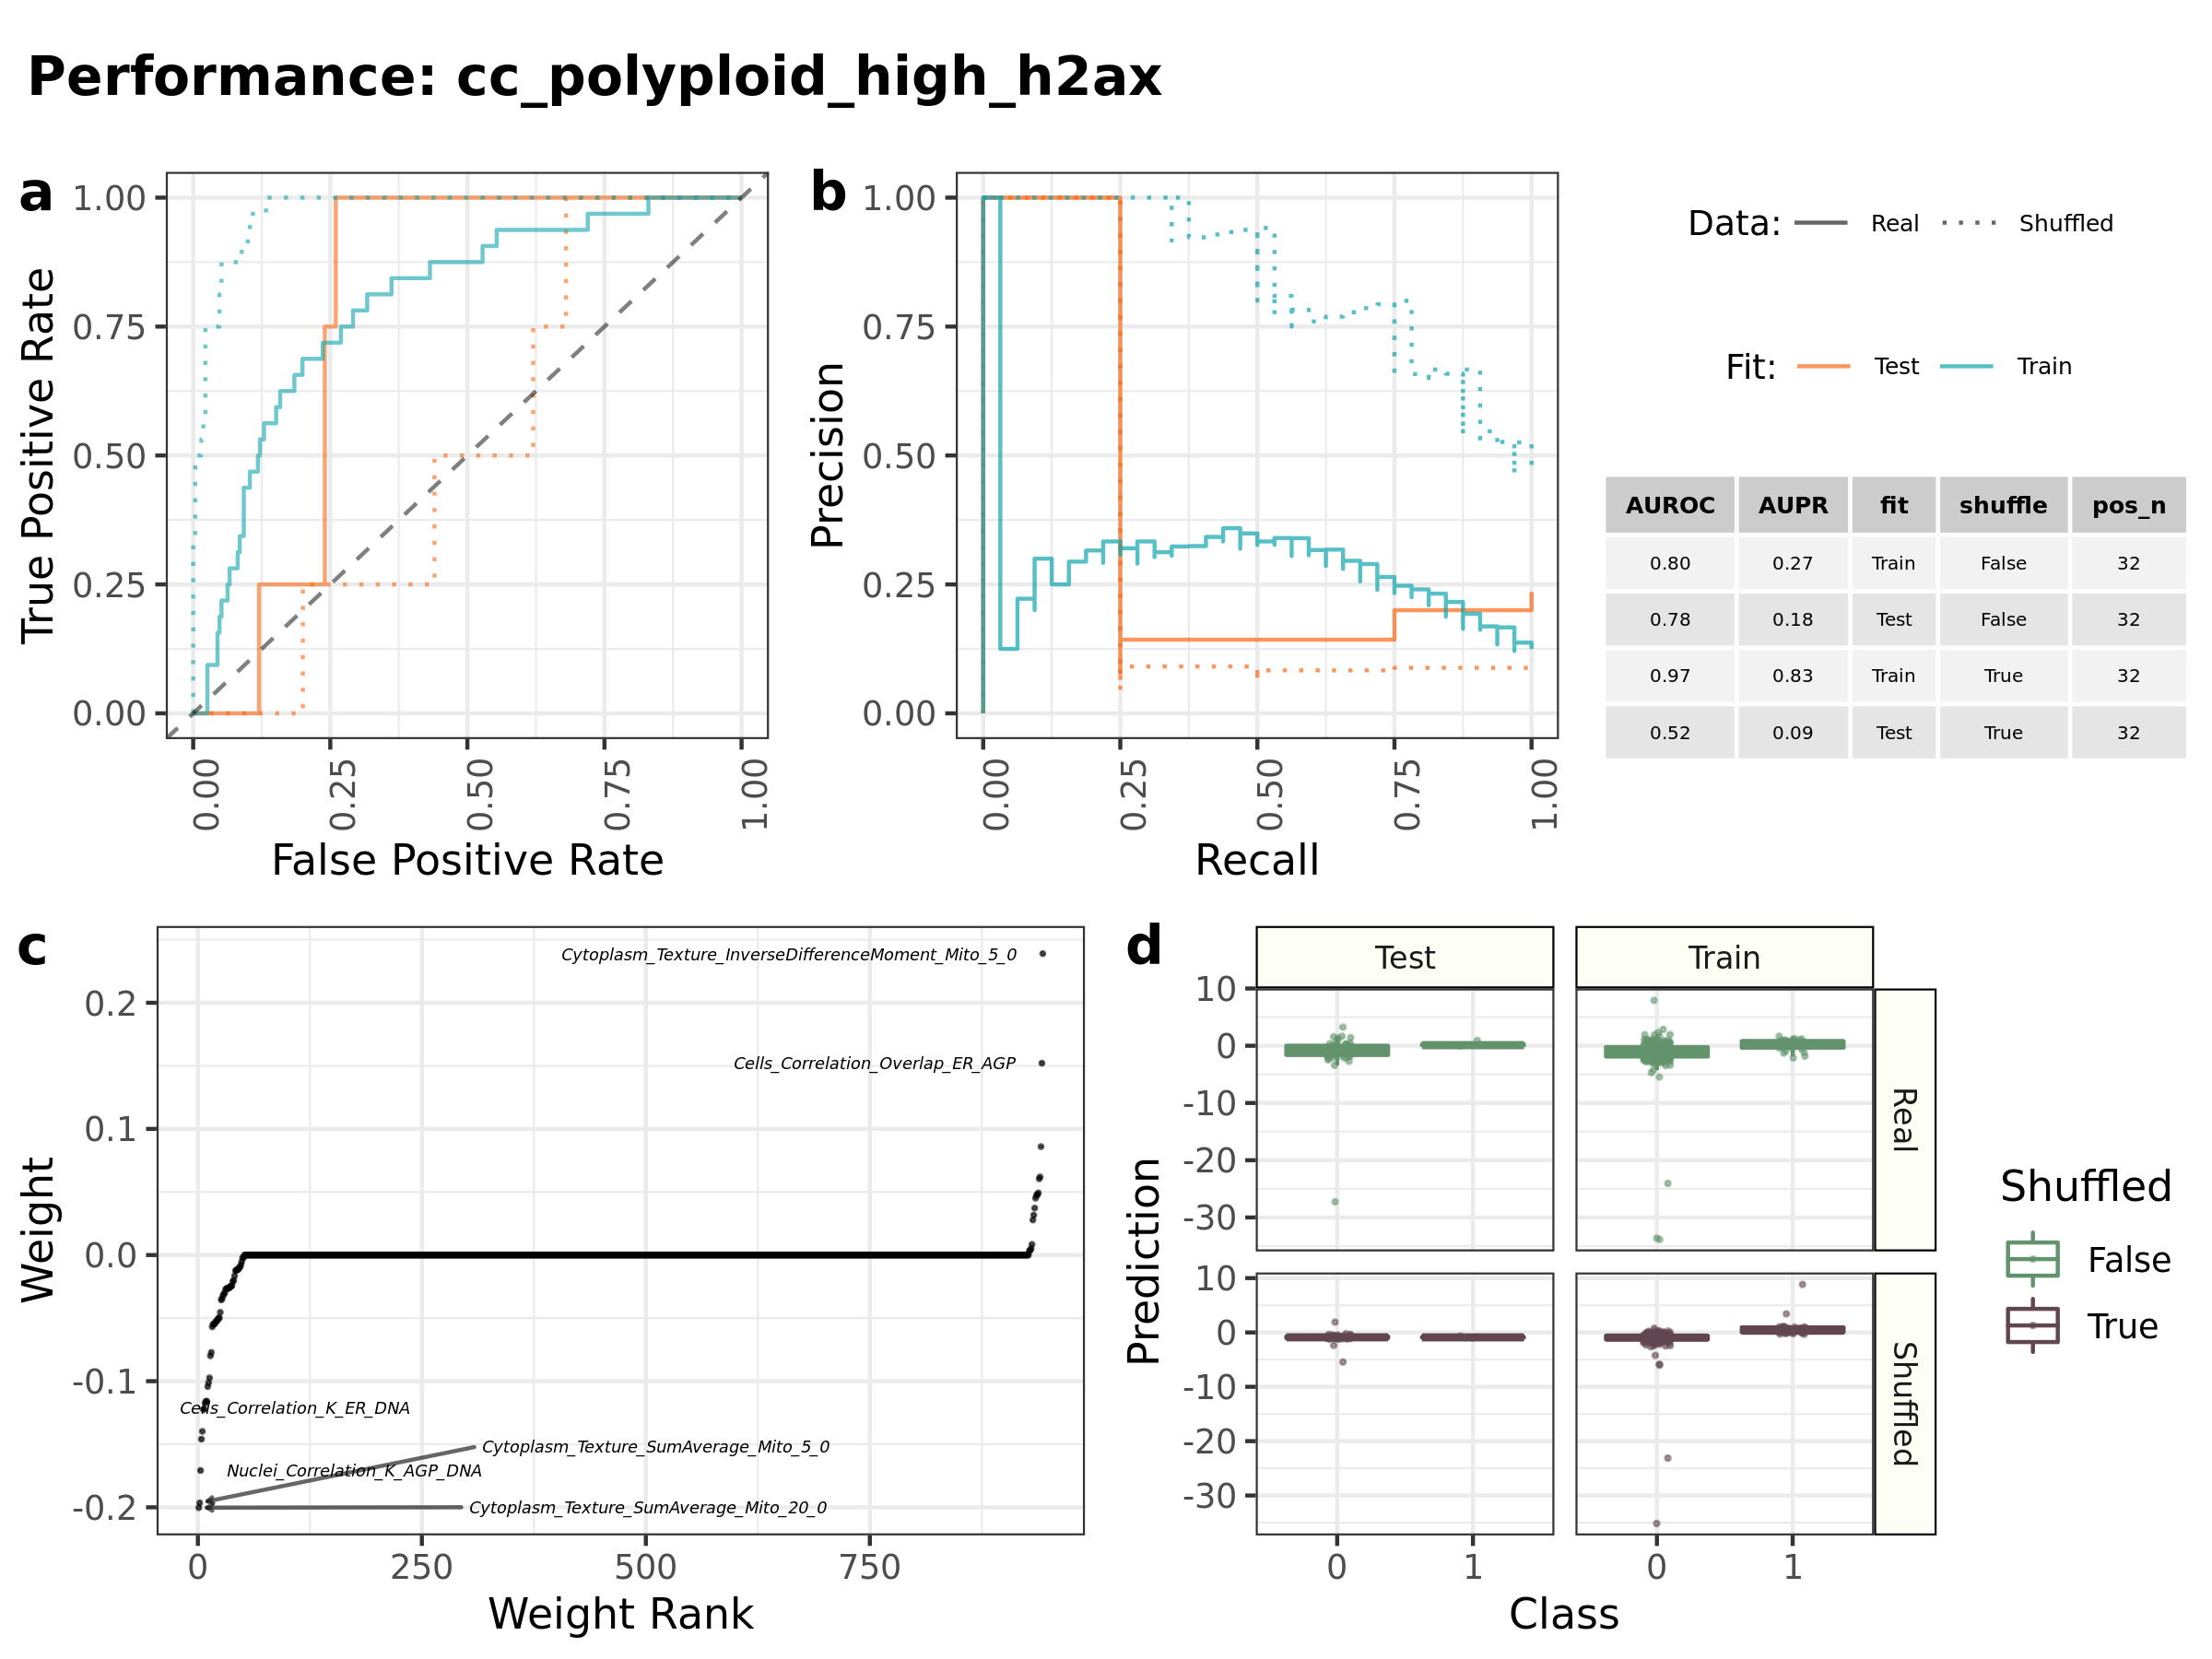 Performance: cc_polyploid_high_h2ax
a
1.00
0.75
0.50
0.25
0.00
True Positive Rate
0.00
0.25
0.50
0.75
1.00
False Positive Rate
b
1.00
0.75
0.50
0.25
0.00
Precision
0.00
0.25
0.50
0.75
1.00
Recall
Data: Real Shuffled
Fit: Test Train
AUROC AUPR fit shuffle pos_n
0.80 0.27 Train False 32
0.78 0.18 Test False 32
0.97 0.83 Train True 32
0.52 0.09 Test True 32
c
0.2
0.1
0.0
-0.1
-0.2
Weight
Cytoplasm_Texture_InverseDifferenceMoment_Mito_5_0
Cells_Correlation_Overlap_ER_AGP
Cells_Correlation_K_ER_DNA
Cytoplasm_Texture_SumAverage_Mito_5_0
Nuclei_Correlation_K_AGP_DNA
Cytoplasm_Texture_SumAverage_Mito_20_0
0 250 500 750
Weight Rank
d
Test Train
10
0
-10
-20
-30
Real
10
0
-10
-20
-30
Shuffled
Prediction
0 1 0 1
Class
Shuffled
False
True